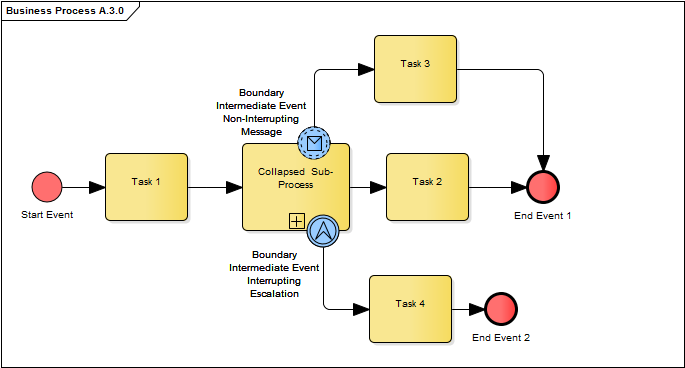 Business Process A.3.0
Task 3
Boundary
Intermediate Event
Non-Interrupting
Message
Collapsed Sub-
Process
Task 1
Task 2
Start Event
End Event 1
Boundary
Intermediate Event
Interrupting
Escalation
Task 4
End Event 2